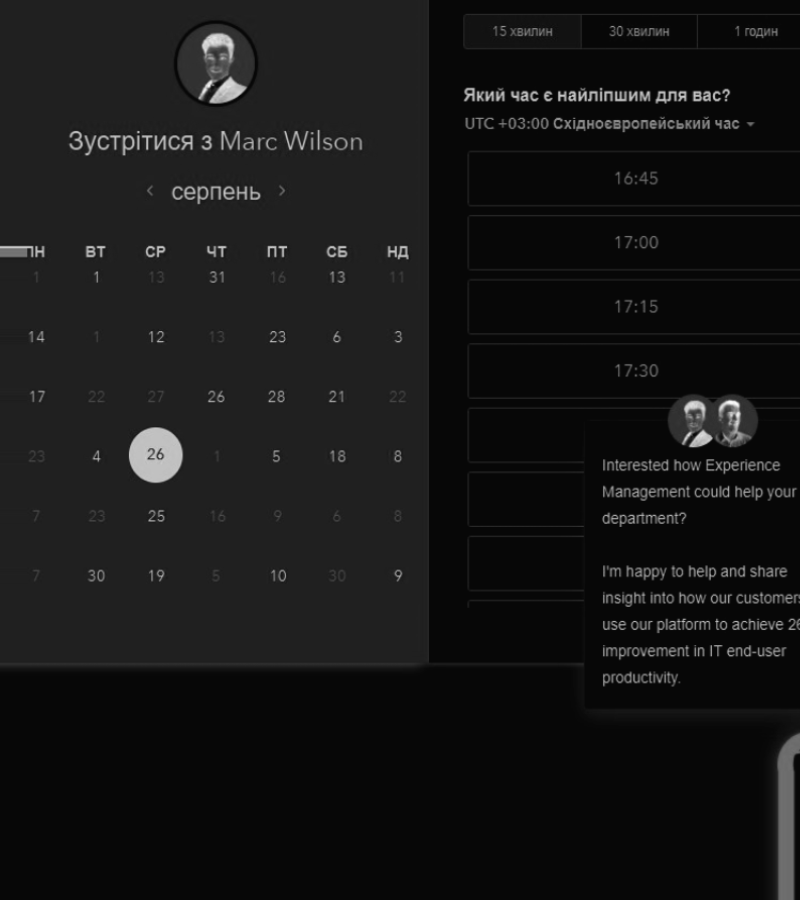 Зустрітися з Marc Wilson
серпень
ПН ВТ СР ЧТ ПТ СБ НД
1 1 13 31 16 13 11
14 1 12 13 23 6 3
17 22 27 26 28 21 22
23 4 26 1 5 18 8
7 23 25 16 9 6 8
7 30 19 5 10 30 9
15 хвилин 30 хвилин 1 годин
Який час є найліпшим для вас?
UTC +03:00 Східноєвропейський час
16:45
17:00
17:15
17:30
Interested how Experience
Management could help your
department?
I'm happy to help and share
insight into how our customers
use our platform to achieve 26
improvement in IT end-user
productivity.